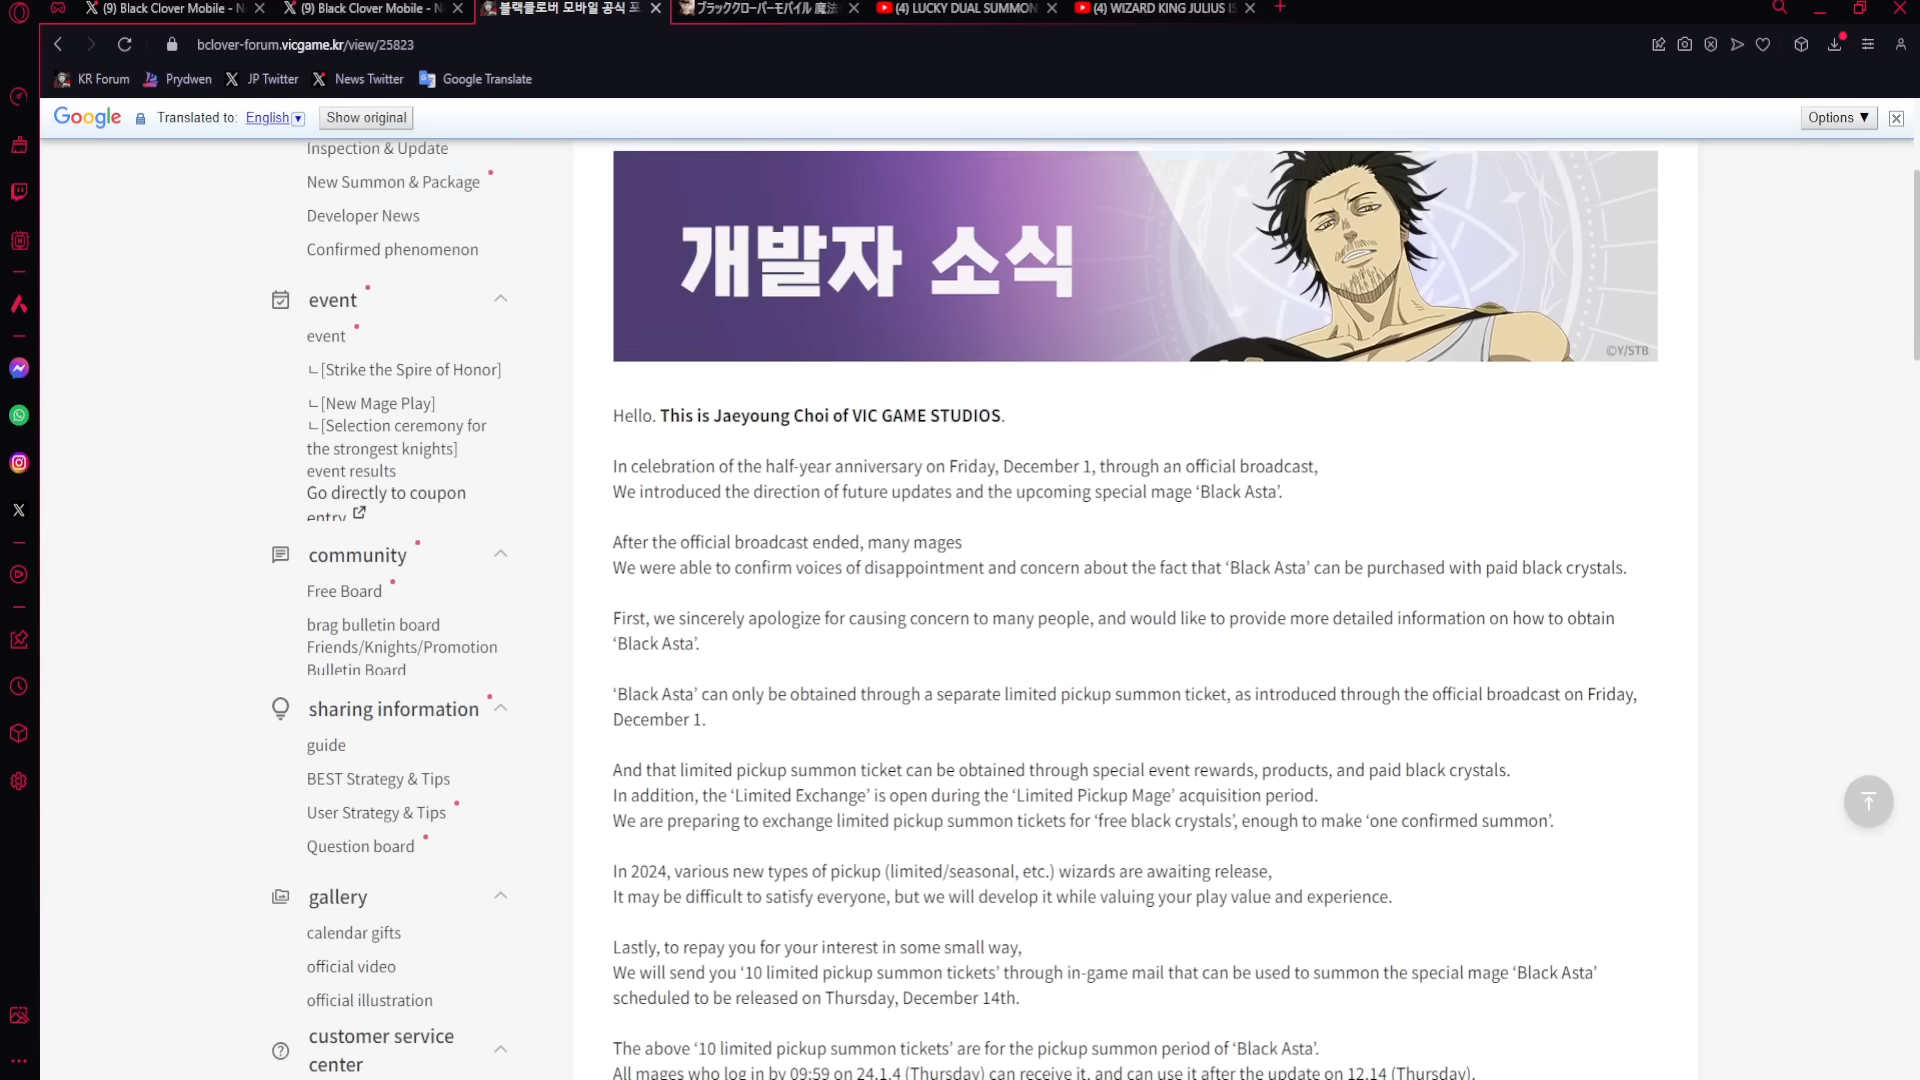 (9) Black Clover Mobile - N
(9) Black Clover Mobile - N
블랙클로버 모바일 공식 포
ブラッククローバーモバイル 魔法
(4) LUCKY DUAL SUMMON
(4) WIZARD KING JULIUS IS
bclover-forum.vicgame.kr/view/25823
KR Forum
Prydwen
JP Twitter
News Twitter
Google Translate
Google
Translated to: English
Show original
Options ▼
Inspection & Update
New Summon & Package
Developer News
Confirmed phenomenon
event
event
ㄴ[Strike the Spire of Honor]
ㄴ[New Mage Play]
ㄴ[Selection ceremony for
the strongest knights]
event results
Go directly to coupon
entry
community
Free Board
brag bulletin board
Friends/Knights/Promotion
Bulletin Board
sharing information
guide
BEST Strategy & Tips
User Strategy & Tips
Question board
gallery
calendar gifts
official video
official illustration
customer service
center
개발자 소식
©Y/STB
Hello. This is Jaeyoung Choi of VIC GAME STUDIOS.
In celebration of the half-year anniversary on Friday, December 1, through an official broadcast,
We introduced the direction of future updates and the upcoming special mage ‘Black Asta’.
After the official broadcast ended, many mages
We were able to confirm voices of disappointment and concern about the fact that ‘Black Asta’ can be purchased with paid black crystals.
First, we sincerely apologize for causing concern to many people, and would like to provide more detailed information on how to obtain
‘Black Asta’.
‘Black Asta’ can only be obtained through a separate limited pickup summon ticket, as introduced through the official broadcast on Friday,
December 1.
And that limited pickup summon ticket can be obtained through special event rewards, products, and paid black crystals.
In addition, the ‘Limited Exchange’ is open during the ‘Limited Pickup Mage’ acquisition period.
We are preparing to exchange limited pickup summon tickets for ‘free black crystals’, enough to make ‘one confirmed summon’.
In 2024, various new types of pickup (limited/seasonal, etc.) wizards are awaiting release,
It may be difficult to satisfy everyone, but we will develop it while valuing your play value and experience.
Lastly, to repay you for your interest in some small way,
We will send you ‘10 limited pickup summon tickets’ through in-game mail that can be used to summon the special mage ‘Black Asta’
scheduled to be released on Thursday, December 14th.
The above ‘10 limited pickup summon tickets’ are for the pickup summon period of ‘Black Asta’.
All mages who log in by 09:59 on 24.1.4 (Thursday) can receive it, and can use it after the update on 12.14 (Thursday).